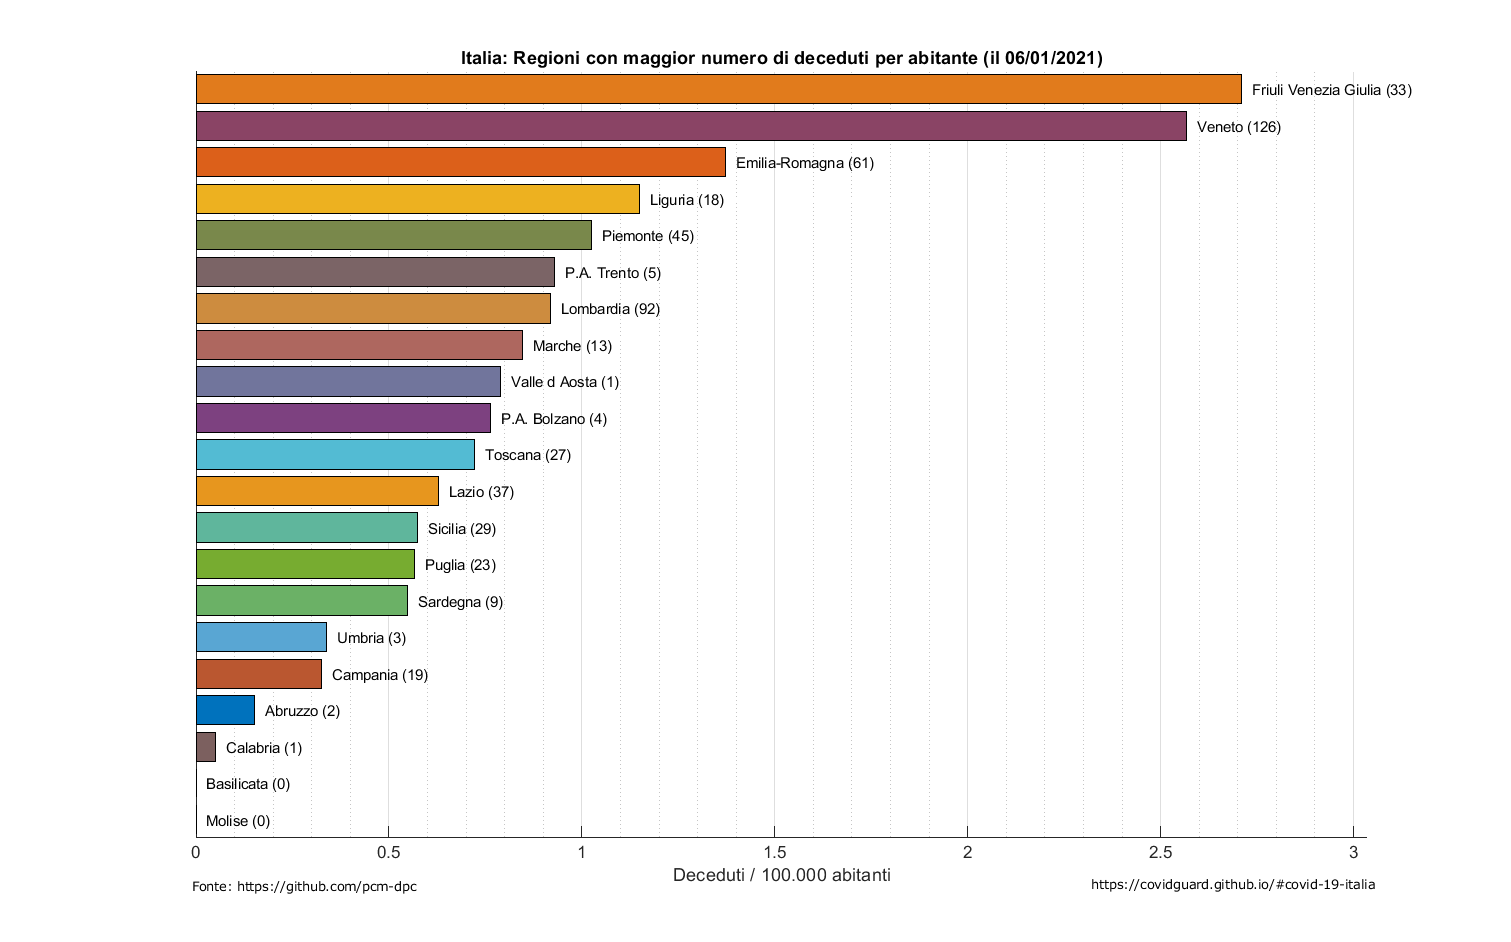 Italia: Regioni con maggior numero di deceduti per abitante (il 06/01/2021)
Friuli Venezia Giulia (33)
Veneto (126)
Emilia-Romagna (61)
Liguria (18)
Piemonte (45)
P.A. Trento (5)
Lombardia (92)
Marche (13)
Valle d Aosta (1)
P.A. Bolzano (4)
Toscana (27)
Lazio (37)
Sicilia (29)
Puglia (23)
Sardegna (9)
Umbria (3)
Campania (19)
Abruzzo (2)
Calabria (1)
Basilicata (0)
Molise (0)
0 0.5 1 1.5 2 2.5 3
Deceduti / 100.000 abitanti
Fonte: https://github.com/pcm-dpc
https://covidguard.github.io/#covid-19-italia